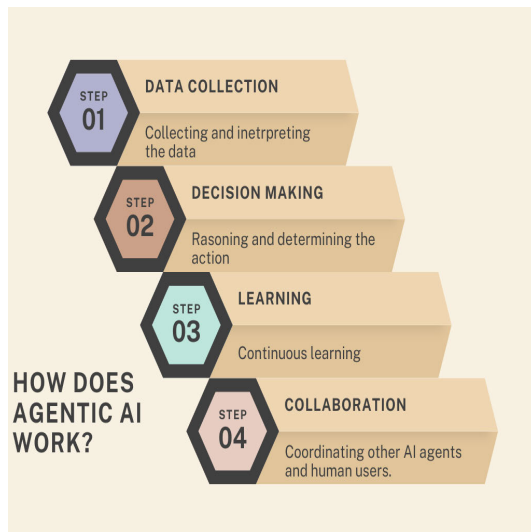 STEP
01
DATA COLLECTION
Collecting and inetrpreting
the data
STEP
02
DECISION MAKING
Rasoning and determining the
action
STEP
03
LEARNING
Continuous learning
HOW DOES
AGENTIC AI
WORK?
STEP
04
COLLABORATION
Coordinating other AI agents
and human users.